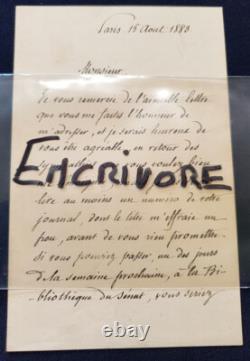 Paris 15 Août 1883
Monsieur
Je vous remercie de l'aimable lettre
que vous me faites l'honneur de
m'adresser, et je serais heureux de
vous être agréable, en retour des
vous voulez bien
ENCRIVORE
lire au moins un numéro de votre
journal, dont le titre m'effraie un
peu, avant de vous rien promettre.
si vous pouviez passer, un des jours
de la semaine prochaine, à la Bi-
bliothèque du Sénat, vous seriez
ebay